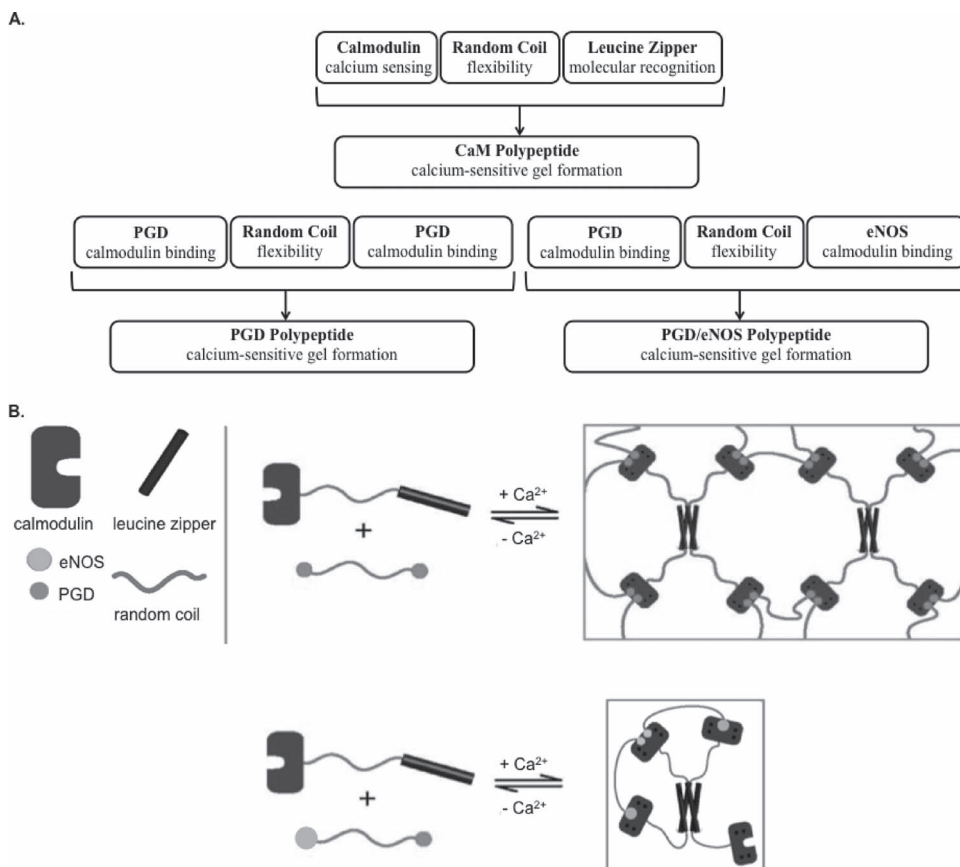 A.
Calmodulin Random Coil Leucine Zipper
calcium sensing flexibility molecular recognition
CaM Polypeptide
calcium-sensitive gel formation
PGD Random Coil PGD PGD Random Coil eNOS
calmodulin binding flexibility calmodulin binding calmodulin binding flexibility calmodulin binding
PGD Polypeptide PGD/eNOS Polypeptide
calcium-sensitive gel formation calcium-sensitive gel formation
B.
calmodulin leucine zipper
eNOS
PGD
random coil
+ Ca²⁺
- Ca²⁺
+
+ Ca²⁺
- Ca²⁺
+